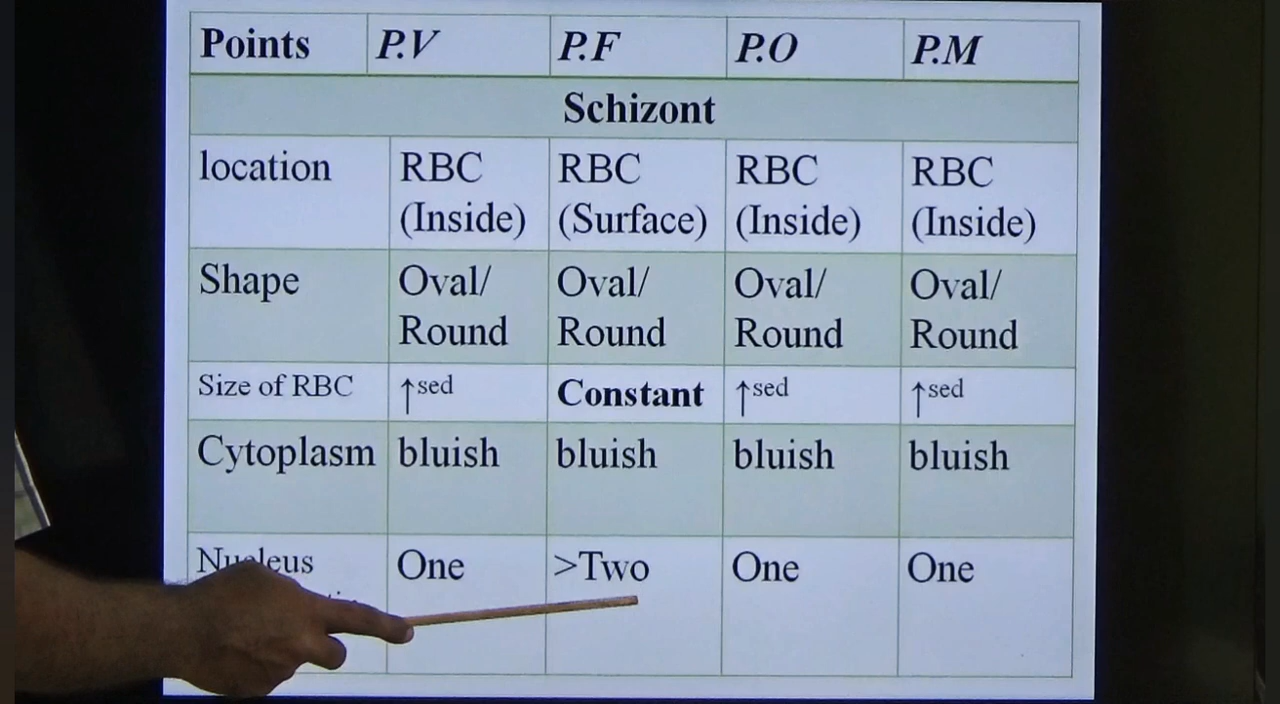 Points P.V P.F P.O P.M
Schizont
location RBC RBC RBC RBC
(Inside) (Surface) (Inside) (Inside)
Shape Oval/ Oval/ Oval/ Oval/
Round Round Round Round
Size of RBC ↑sed Constant ↑sed ↑sed
Cytoplasm bluish bluish bluish bluish
Nucleus One >Two One One